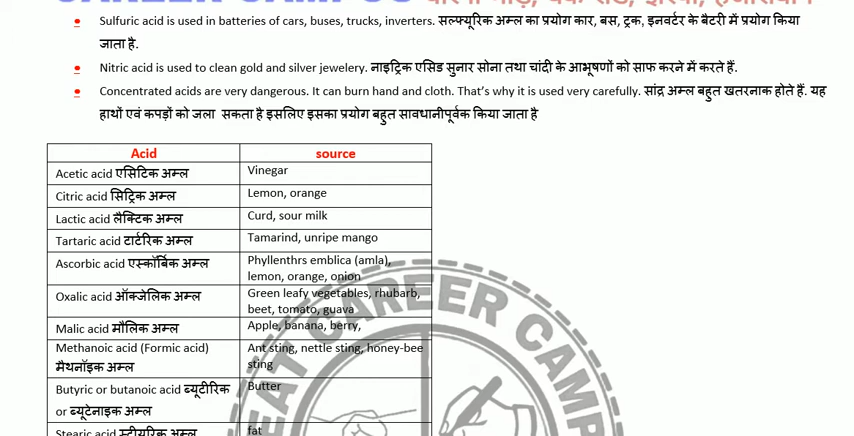 • Sulfuric acid is used in batteries of cars, buses, trucks, inverters. सल्फ्यूरिक अम्ल का प्रयोग कार, बस, ट्रक, इनवर्टर के बैटरी में प्रयोग किया
जाता है.
• Nitric acid is used to clean gold and silver jewelery. नाइट्रिक एसिड सुनार सोना तथा चांदी के आभूषणों को साफ करने में करते हैं.
• Concentrated acids are very dangerous. It can burn hand and cloth. That's why it is used very carefully. सांद्र अम्ल बहुत खतरनाक होते हैं. यह
हाथों एवं कपड़ों को जला सकता है इसलिए इसका प्रयोग बहुत सावधानीपूर्वक किया जाता है
Acid source
Acetic acid एसिटिक अम्ल Vinegar
Citric acid सिट्रिक अम्ल Lemon, orange
Lactic acid लैक्टिक अम्ल Curd, sour milk
Tartaric acid टार्टरिक अम्ल Tamarind, unripe mango
Ascorbic acid एस्कॉर्बिक अम्ल Phyllenthrs emblica (amla),
lemon, orange, onion
Oxalic acid ऑक्जेलिक अम्ल Green leafy vegetables, rhubarb,
beet, tomato, guava
Malic acid मौलिक अम्ल Apple, banana, berry,
Methanoic acid (Formic acid) Ant sting, nettle sting, honey-bee
मैथनॉइक अम्ल sting
Butyric or butanoic acid ब्यूटीरिक Butter
or ब्यूटेनाइक अम्ल
Stearic acid स्टीयरिक अम्ल fat
CAREER CAMP